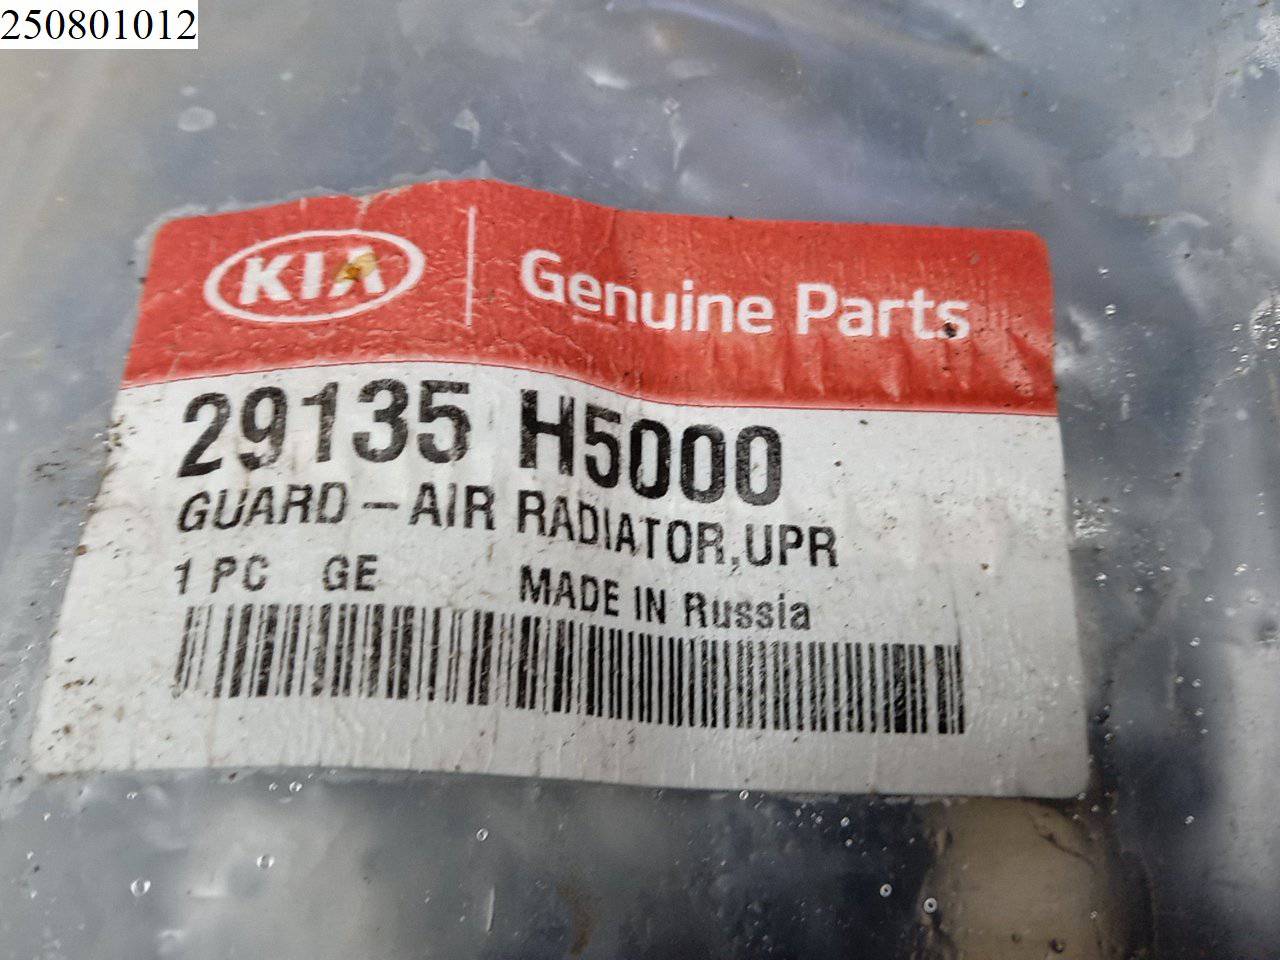 250801012
KIA Genuine Parts
29135 H5000
GUARD-AIR RADIATOR,UPR
1 PC GE MADE IN Russia